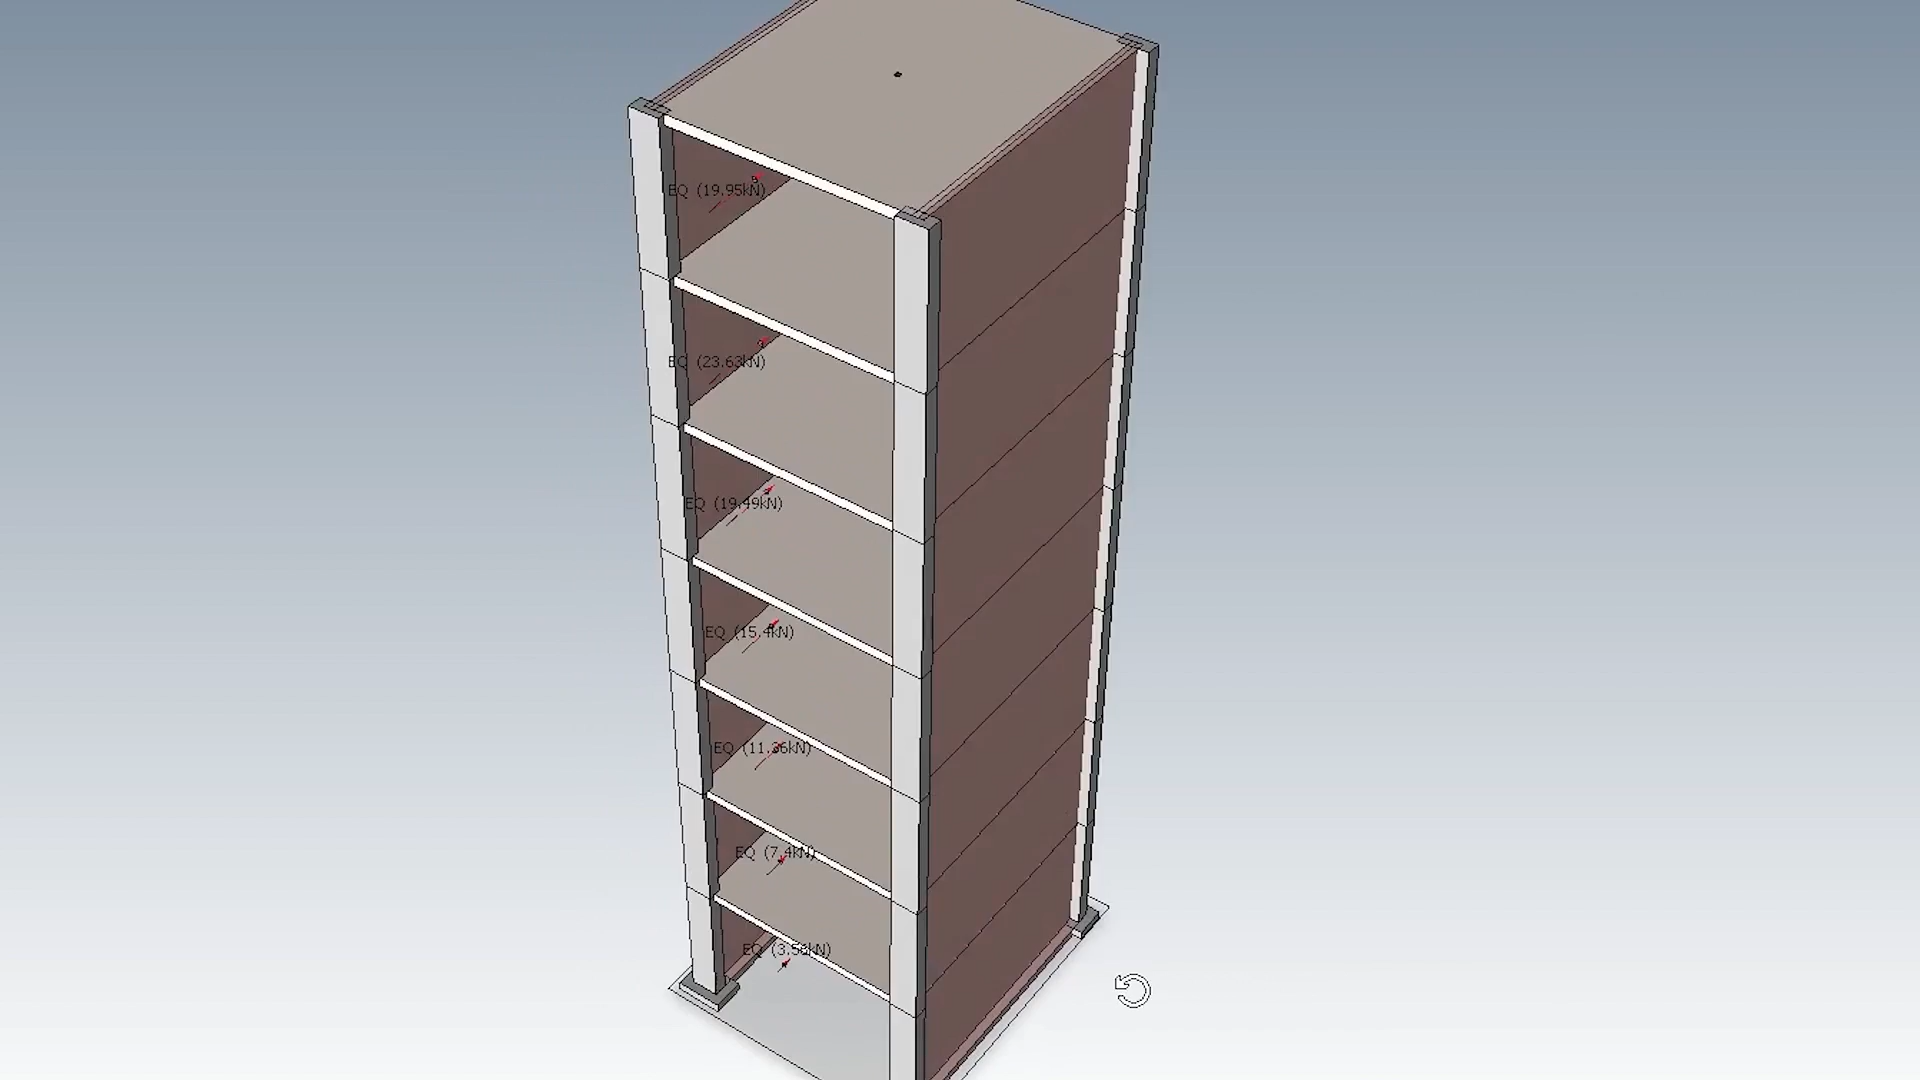 EQ (19.95kN)
EQ (23.63kN)
EQ (19.49kN)
EQ (15.4kN)
EQ (11.36kN)
EQ (7.4kN)
EQ (3.56kN)